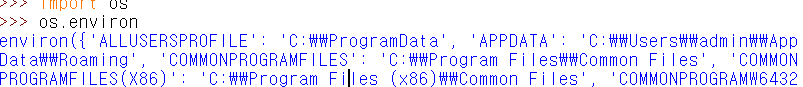 >>> import os
>>> os.environ
environ({'ALLUSERSPROFILE': 'C:₩₩ProgramData', 'APPDATA': 'C:₩₩Users₩₩admin₩₩App
Data₩₩Roaming', 'COMMONPROGRAMFILES': 'C:₩₩Program Files₩₩Common Files', 'COMMON
PROGRAMFILES(X86)': 'C:₩₩Program Files (x86)₩₩Common Files', 'COMMONPROGRAMW6432